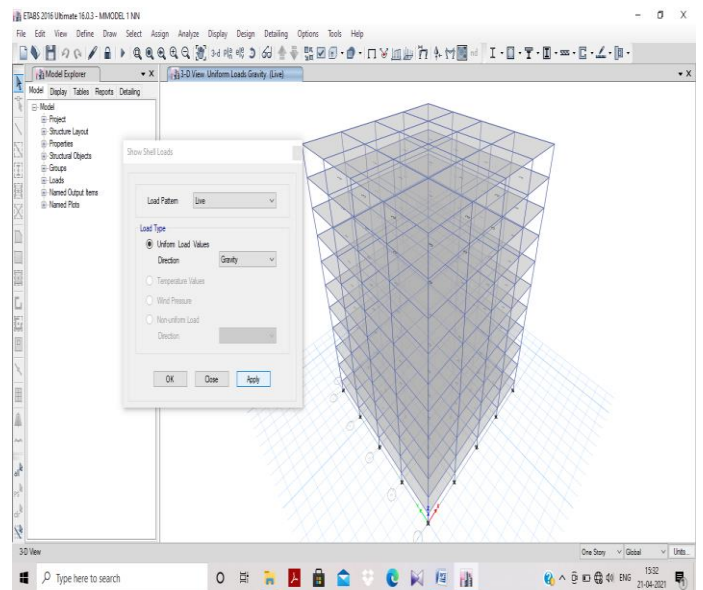 ETABS 2016 Ultimate 16.0.3 - MMODEL 1 NN
File Edit View Define Draw Select Assign Analyze Display Design Detailing Options Tools Help
Model Explorer
3-D View Uniform Loads Gravity (Live)
Model Display Tables Reports Detailing
Model
Project
Structure Layout
Properties
Structural Objects
Groups
Loads
Named Output Items
Named Plots
Show Shell Loads
Load Pattern Live
Load Type
Uniform Load Values
Direction Gravity
Temperature Values
Wind Pressure
Non-uniform Load
Direction
OK Close Apply
3-D View
One Story Global Units...
Type here to search
ENG
15:32
21-04-2021